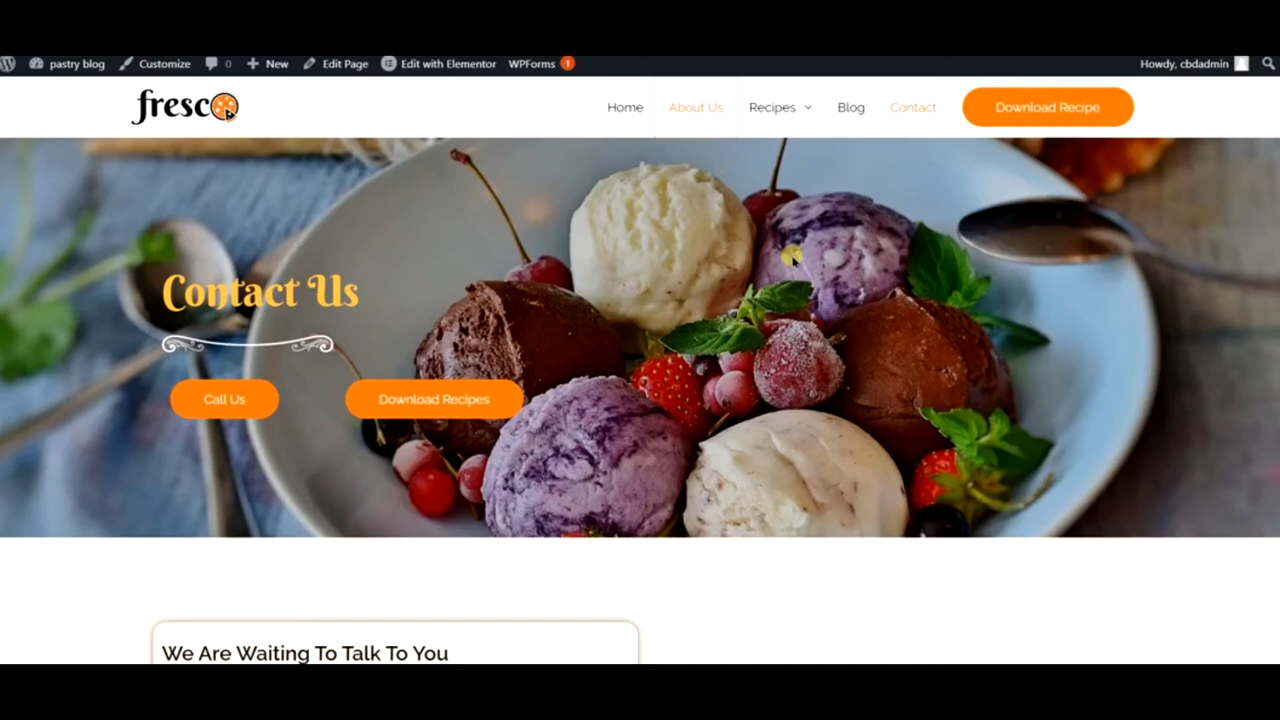 pastry blog Customize 0 New Edit Page Edit with Elementor WPForms 1 Howdy, cbdadmin
fresco Home About Us Recipes Blog Contact Download Recipe
Contact Us
Call Us Download Recipes
We Are Waiting To Talk To You